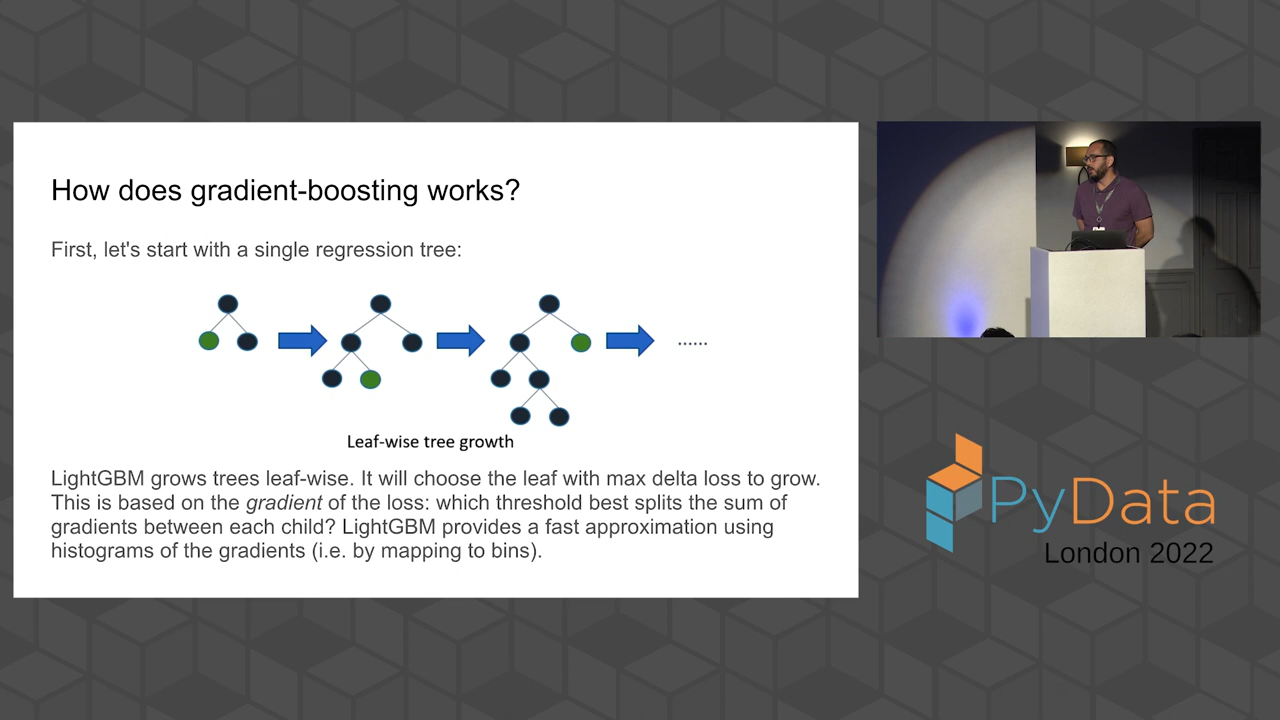 How does gradient-boosting works?
First, let's start with a single regression tree:
......
Leaf-wise tree growth
LightGBM grows trees leaf-wise. It will choose the leaf with max delta loss to grow.
This is based on the gradient of the loss: which threshold best splits the sum of
gradients between each child? LightGBM provides a fast approximation using
histograms of the gradients (i.e. by mapping to bins).
PyData
London 2022